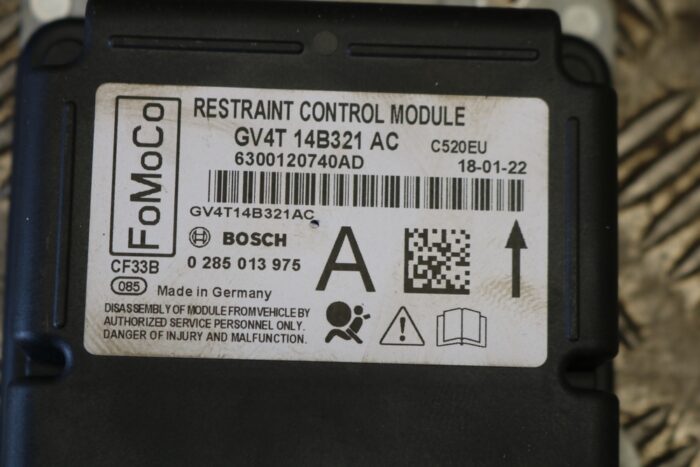 FoMoCo
RESTRAINT CONTROL MODULE
GV4T 14B321 AC C520EU
6300120740AD 18-01-22
GV4T14B321AC
BOSCH
A
CF33B
0 285 013 975
085
Made in Germany
DISASSEMBLY OF MODULE FROM VEHICLE BY
AUTHORIZED SERVICE PERSONNEL ONLY.
DANGER OF INJURY AND MALFUNCTION.